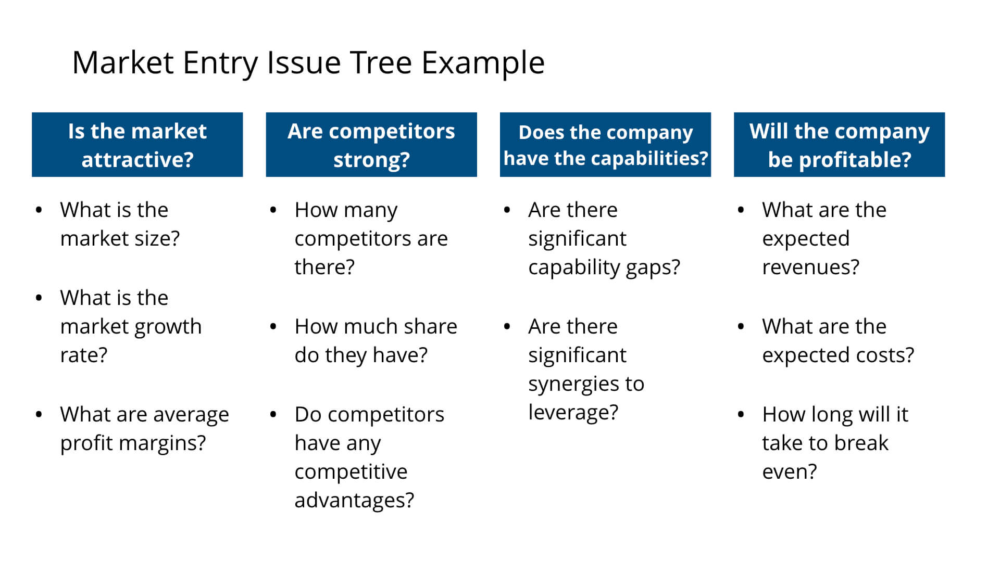 Market Entry Issue Tree Example
Is the market
attractive?
• What is the
market size?
• What is the
market growth
rate?
• What are average
profit margins?
Are competitors
strong?
• How many
competitors are
there?
• How much share
do they have?
• Do competitors
have any
competitive
advantages?
Does the company
have the capabilities?
• Are there
significant
capability gaps?
• Are there
significant
synergies to
leverage?
Will the company
be profitable?
• What are the
expected
revenues?
• What are the
expected costs?
• How long will it
take to break
even?